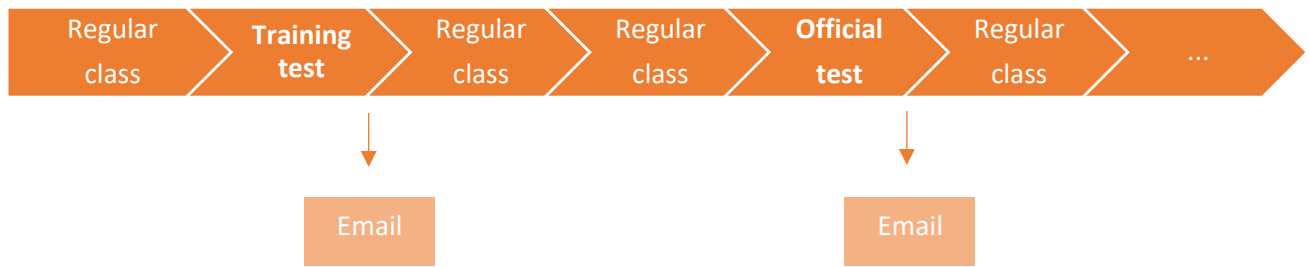 Regular
class
Training
test
Regular
class
Regular
class
Official
test
Regular
class
...
Email
Email